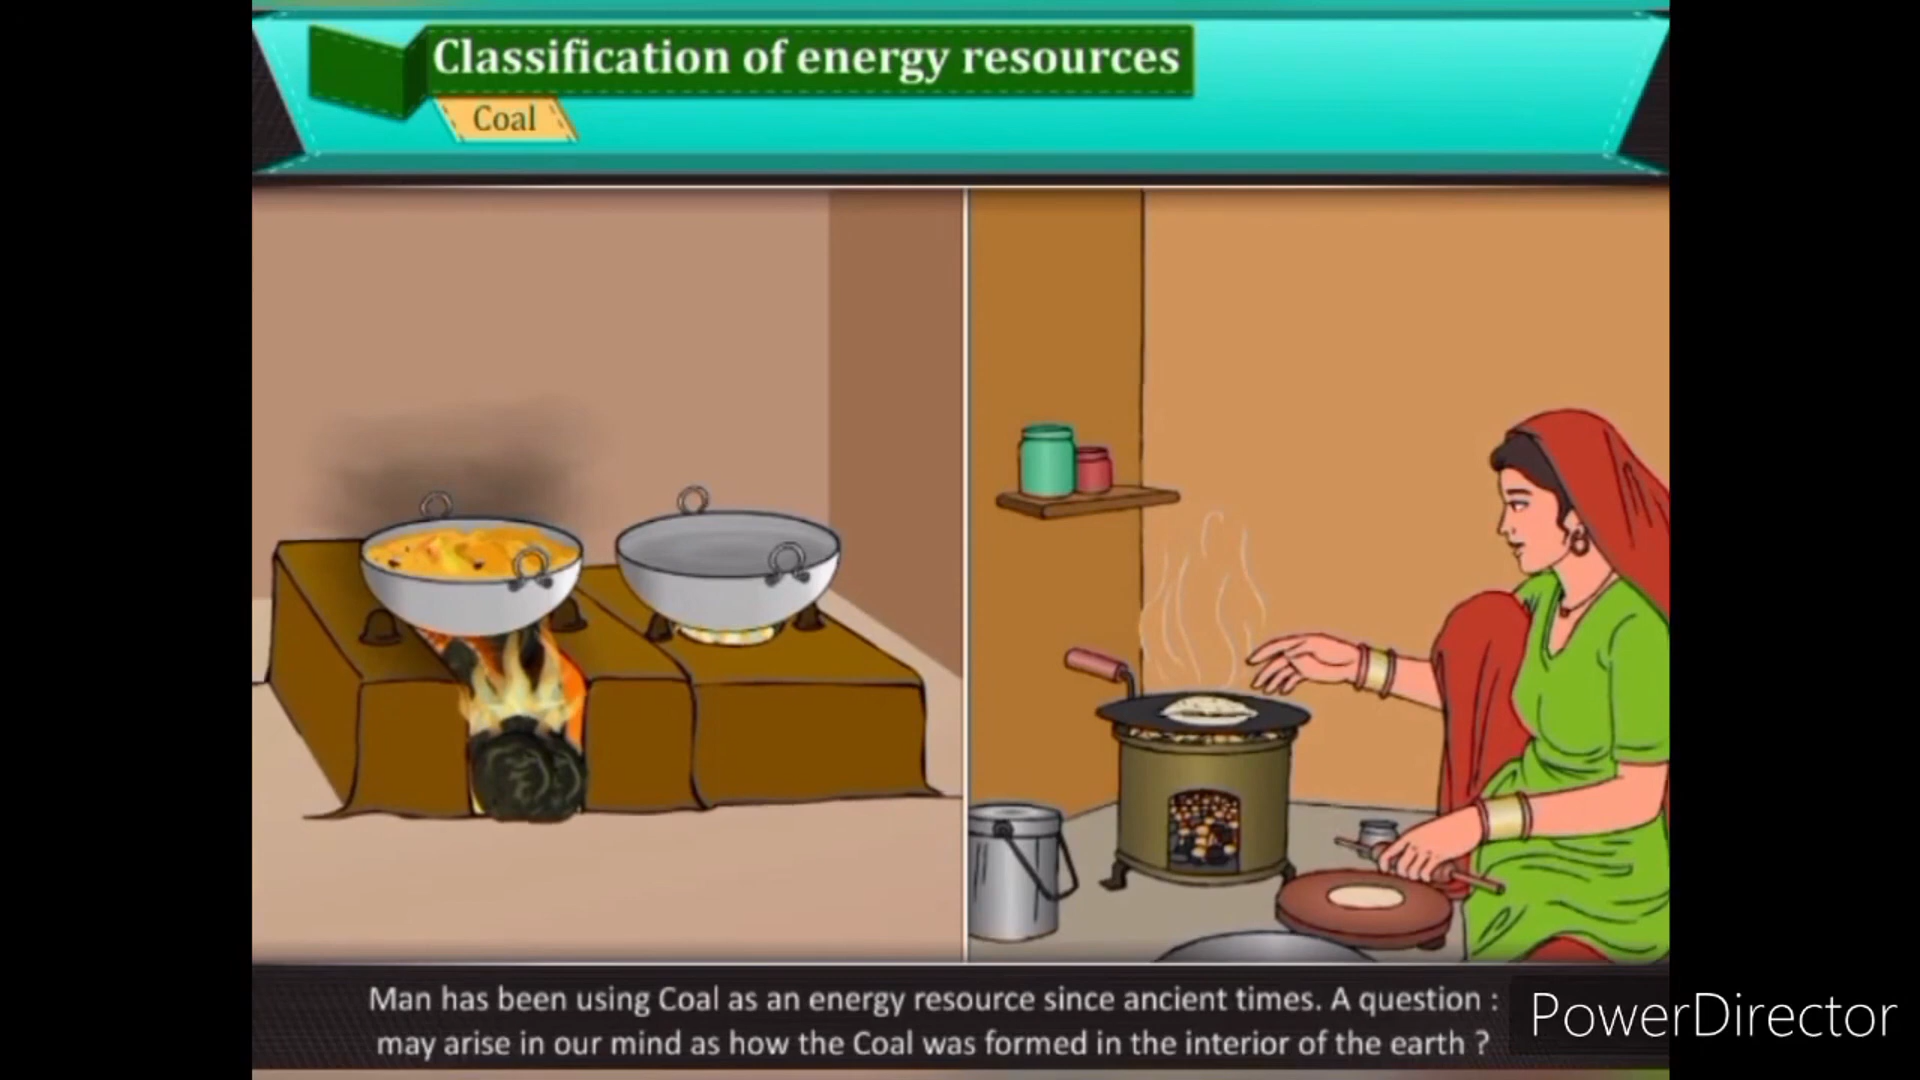 Classification of energy resources
Coal
Man has been using Coal as an energy resource since ancient times. A question :
may arise in our mind as how the Coal was formed in the interior of the earth ?
PowerDirector